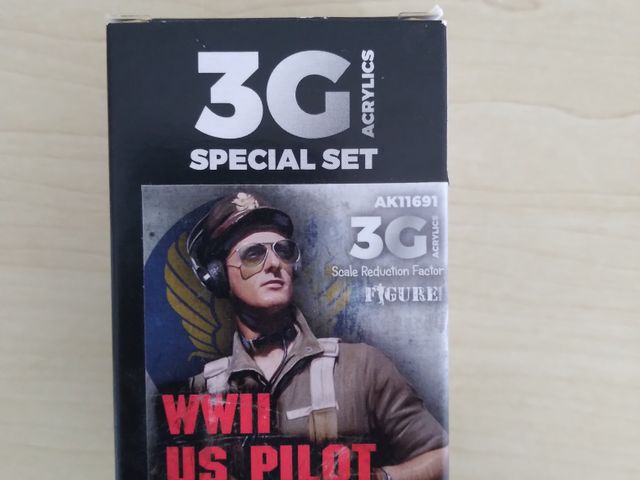 3G ACRYLICS
SPECIAL SET
AK11691
3G ACRYLICS
Scale Reduction Factor
FIGURE
WWII
US PILOT